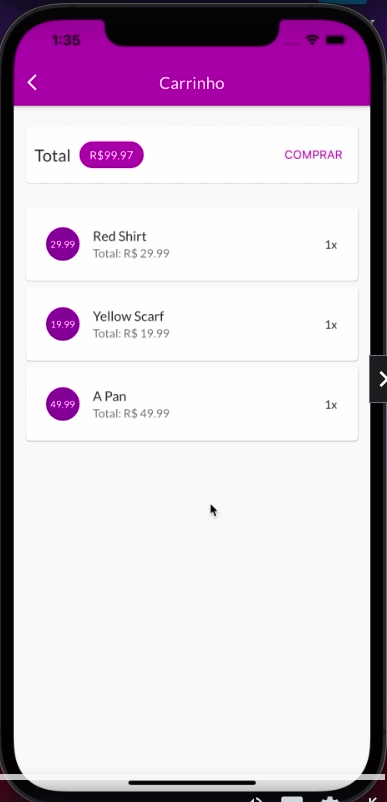 1:35
Carrinho
Total R$99.97 COMPRAR
29.99 Red Shirt 1x
Total: R$ 29.99
19.99 Yellow Scarf 1x
Total: R$ 19.99
49.99 A Pan 1x
Total: R$ 49.99